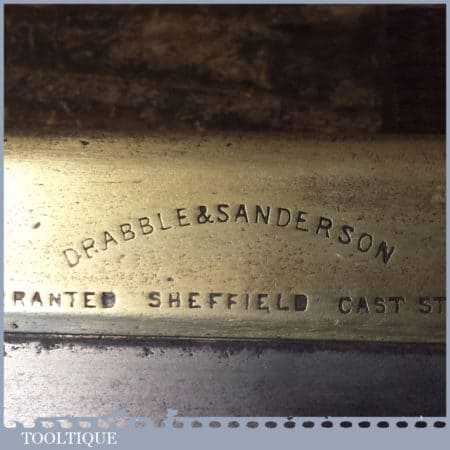 DRABBLE&SANDERSON
RANTED SHEFFIELD CAST ST
TOOLTIQUE